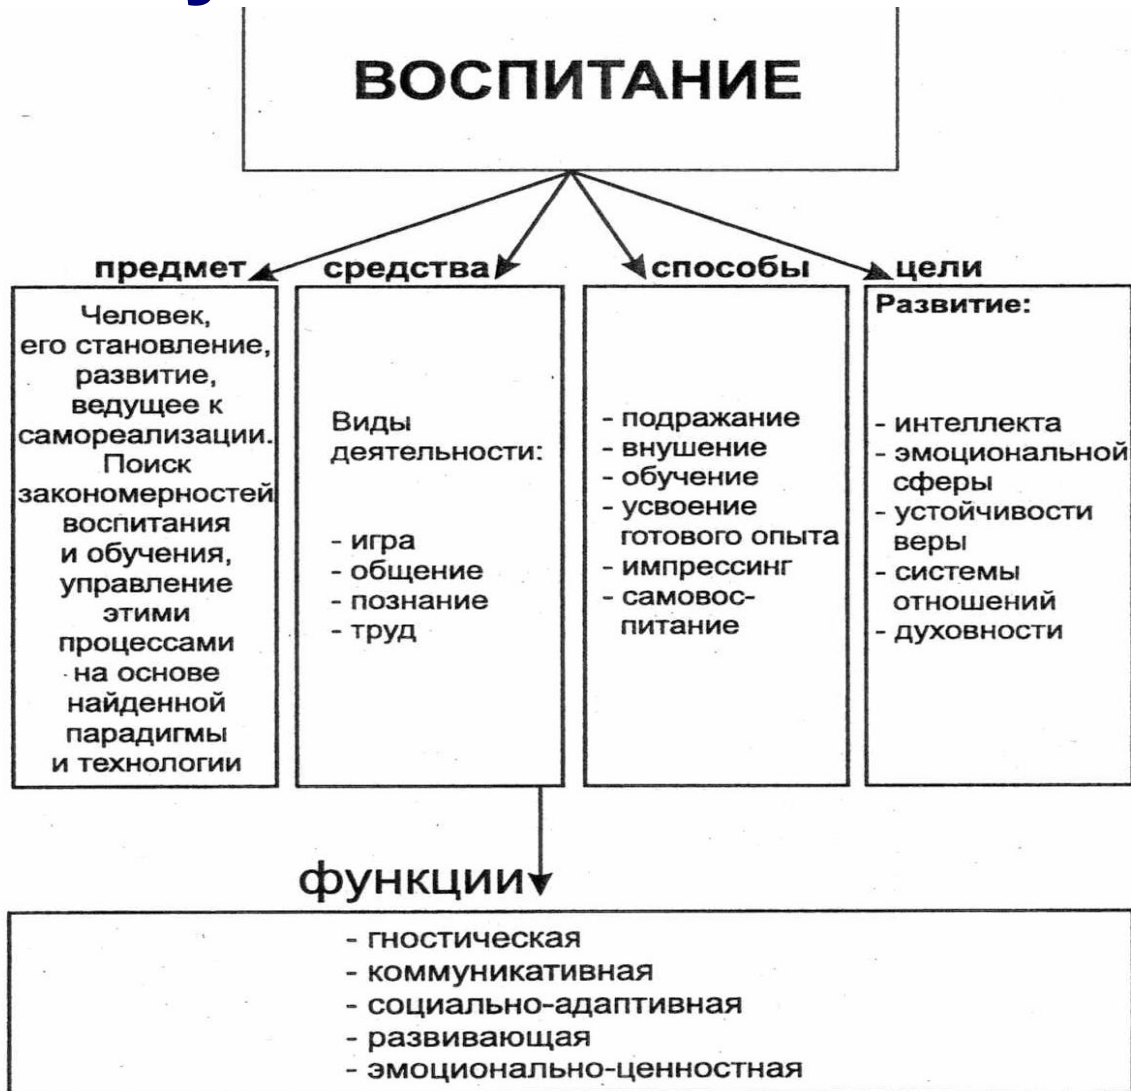 ВОСПИТАНИЕ
предмет
средства
способы
цели
Человек,
его становление,
развитие,
ведущее к
самореализации.
Поиск
закономерностей
воспитания
и обучения,
управление
этими
процессами
на основе
найденной
парадигмы
и технологии
Виды
деятельности:
- игра
- общение
- познание
- труд
- подражание
- внушение
- обучение
- усвоение
готового опыта
- импрессинг
- самовос-
питание
Развитие:
- интеллекта
- эмоциональной
сферы
- устойчивости
веры
- системы
отношений
- духовности
функции
- гностическая
- коммуникативная
- социально-адаптивная
- развивающая
- эмоционально-ценностная